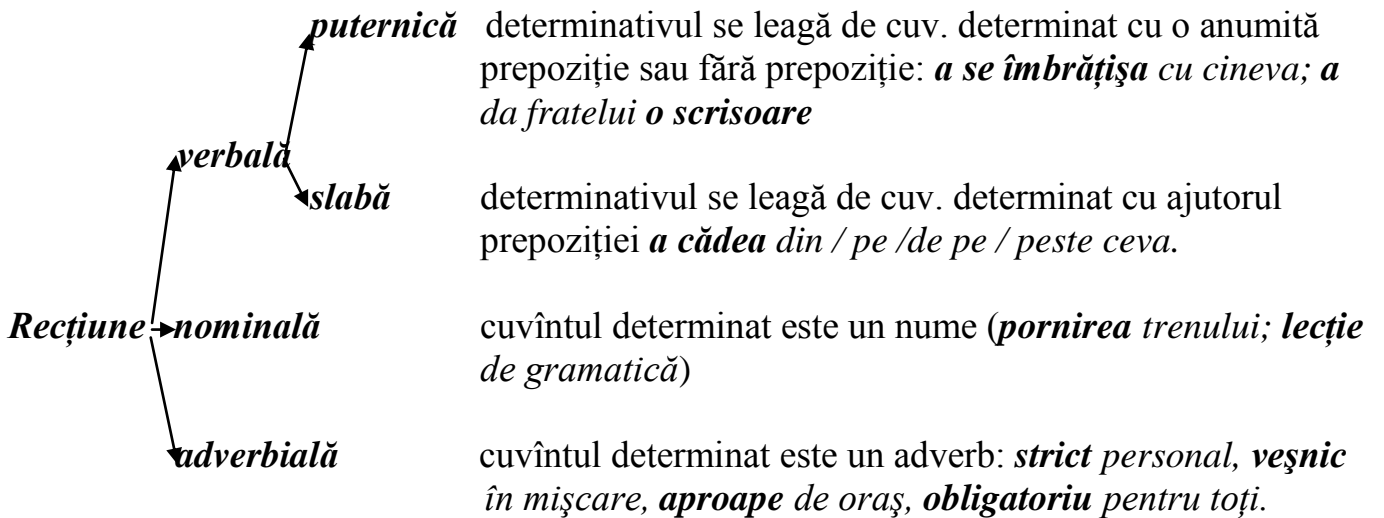 puternică determinativul se leagă de cuv. determinat cu o anumită
prepoziție sau fără prepoziție: a se îmbrățişa cu cineva; a
da fratelui o scrisoare
verbală
slabă determinativul se leagă de cuv. determinat cu ajutorul
prepoziției a cădea din / pe /de pe / peste ceva.
Recțiune nominală cuvîntul determinat este un nume (pornirea trenului; lecție
de gramatică)
adverbială cuvîntul determinat este un adverb: strict personal, veşnic
în mişcare, aproape de oraş, obligatoriu pentru toți.